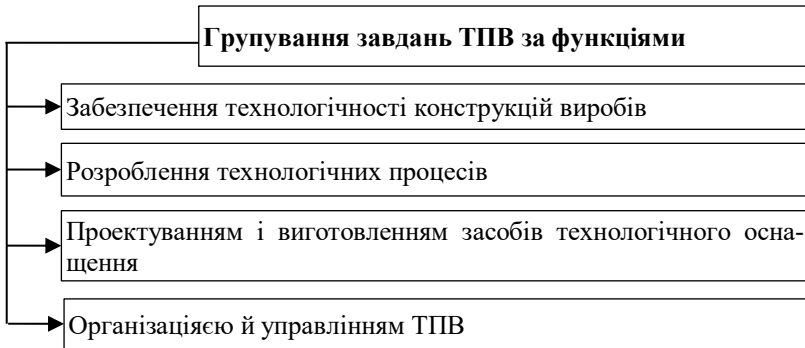 Групування завдань ТПВ за функціями
Забезпечення технологічності конструкцій виробів
Розроблення технологічних процесів
Проектуванням і виготовленням засобів технологічного осна-
щення
Організаціяєю й управлінням ТПВ